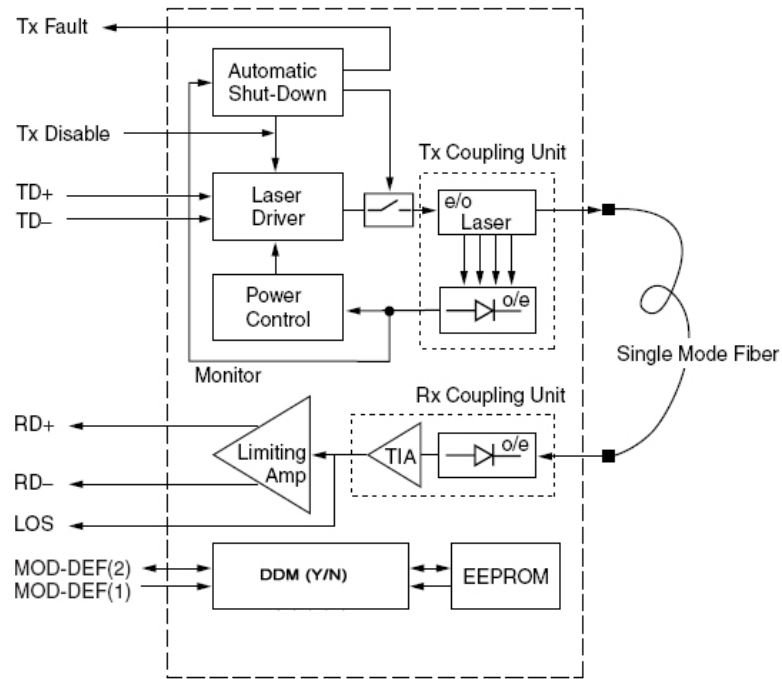 Tx Fault
Automatic
Shut-Down
Tx Disable
Tx Coupling Unit
TD+
TD–
Laser
Driver
e/o
Laser
Power
Control
o/e
Single Mode Fiber
Monitor
Rx Coupling Unit
RD+
RD–
Limiting
Amp
TIA
o/e
LOS
MOD-DEF(2)
MOD-DEF(1)
DDM (Y/N)
EEPROM